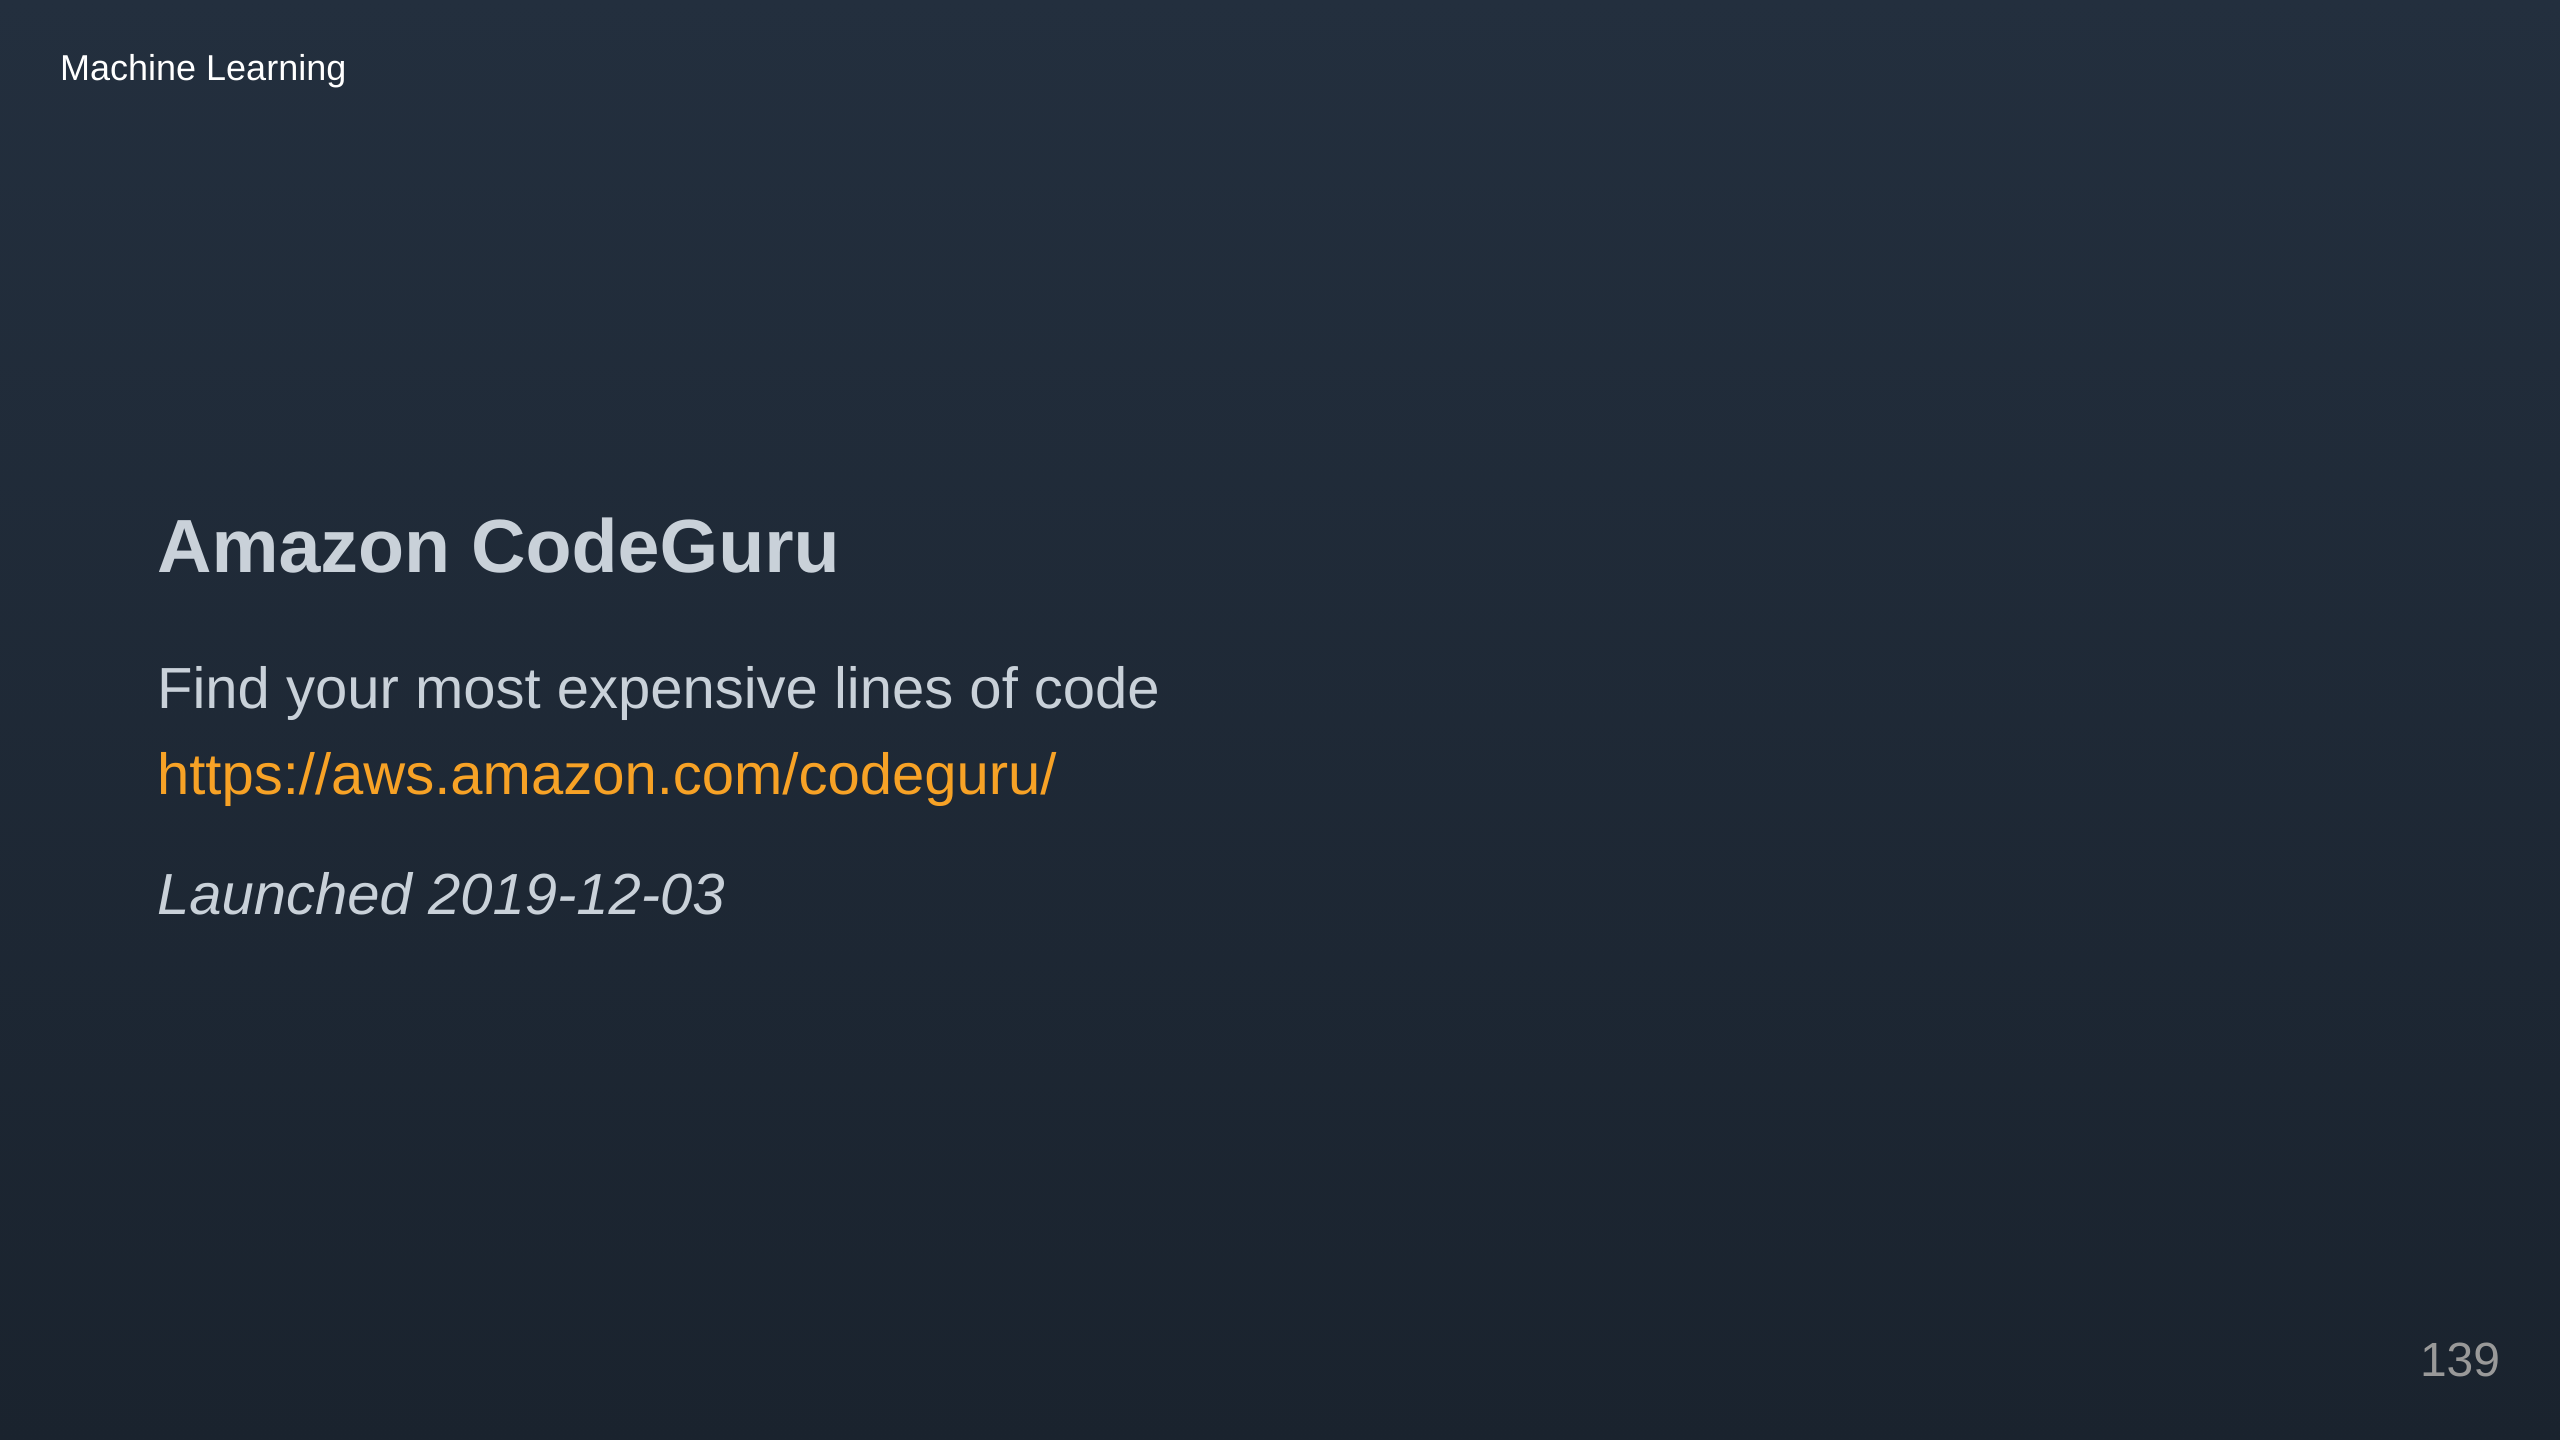 Machine Learning
Amazon CodeGuru
Find your most expensive lines of code
https://aws.amazon.com/codeguru/
Launched 2019-12-03
139